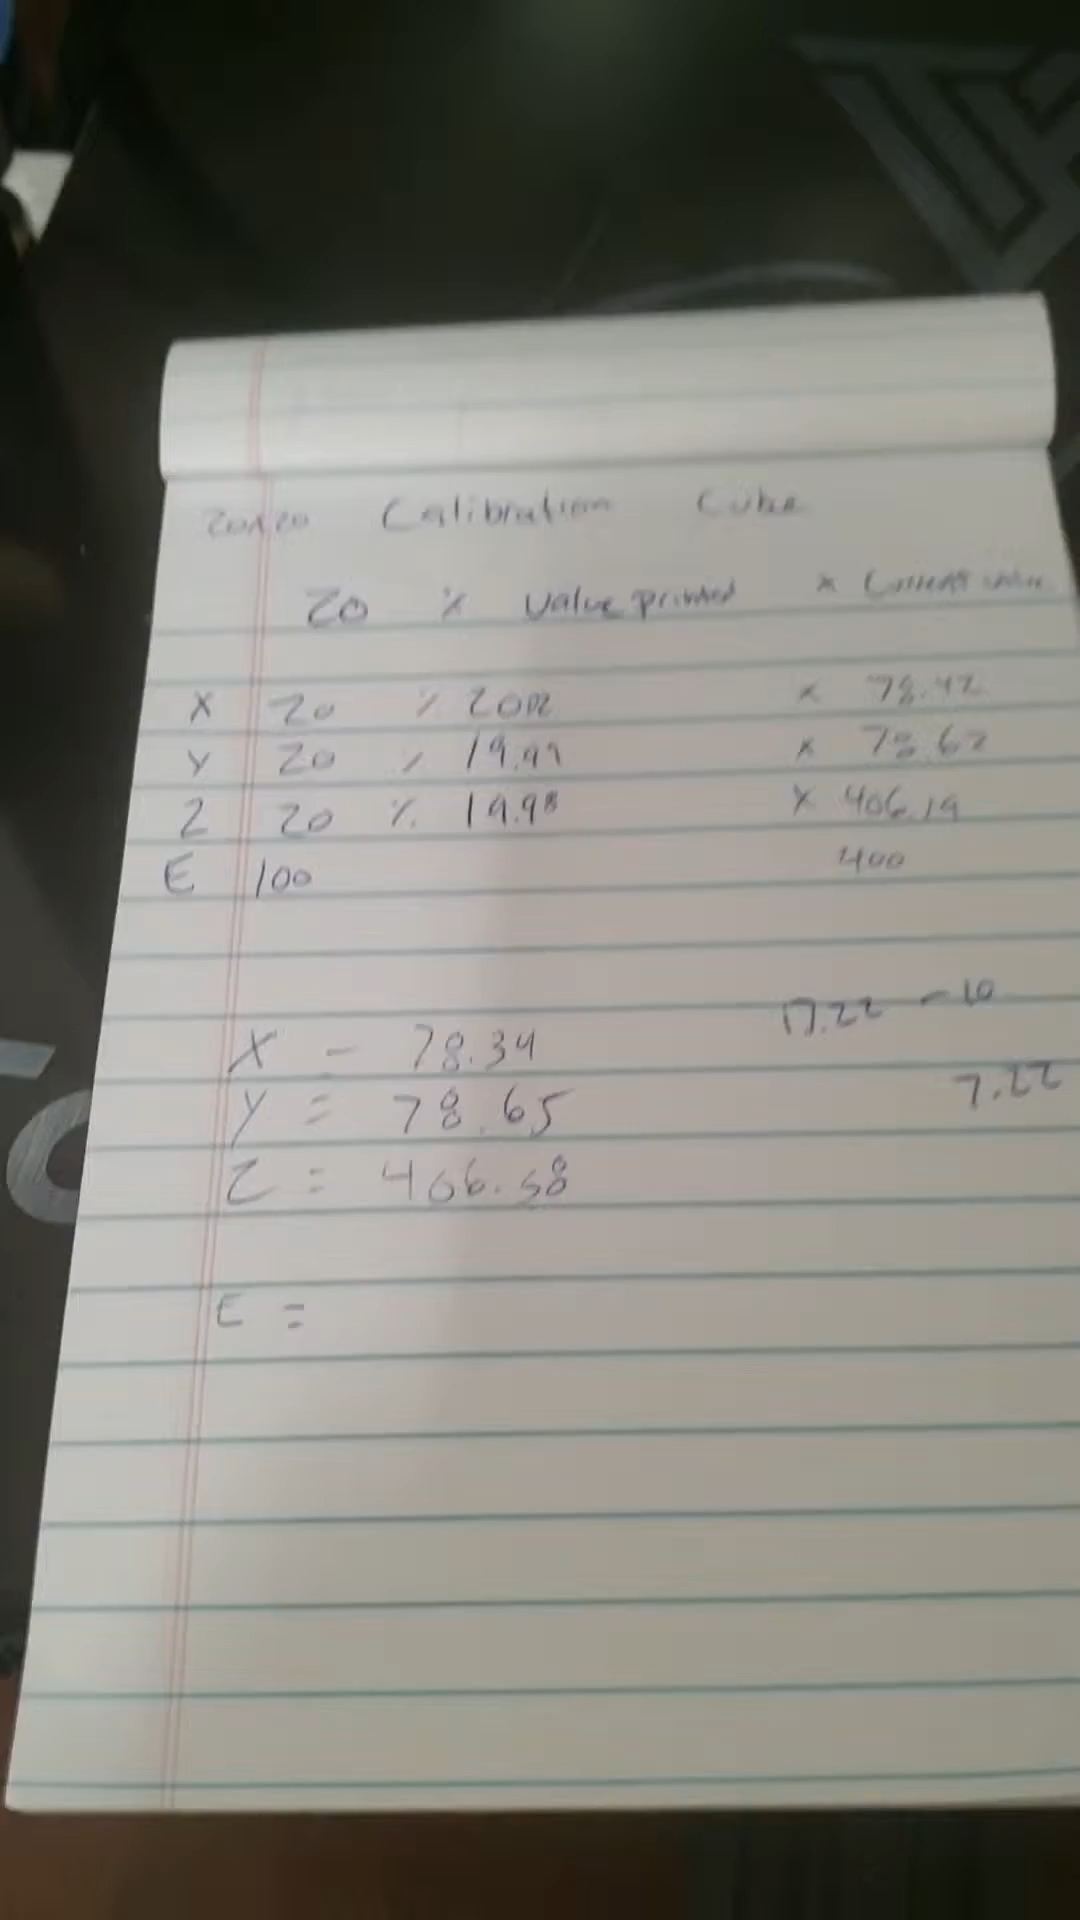 20x20 Calibration Cube
20 % value printed x Current value
X 20 % 20.02 x 78.42
Y 20 % 19.99 x 78.62
Z 20 % 19.98 x 406.19
E 100 400
17.22 - 10
X - 78.34
7.22
Y = 78.65
Z = 406.58
E =